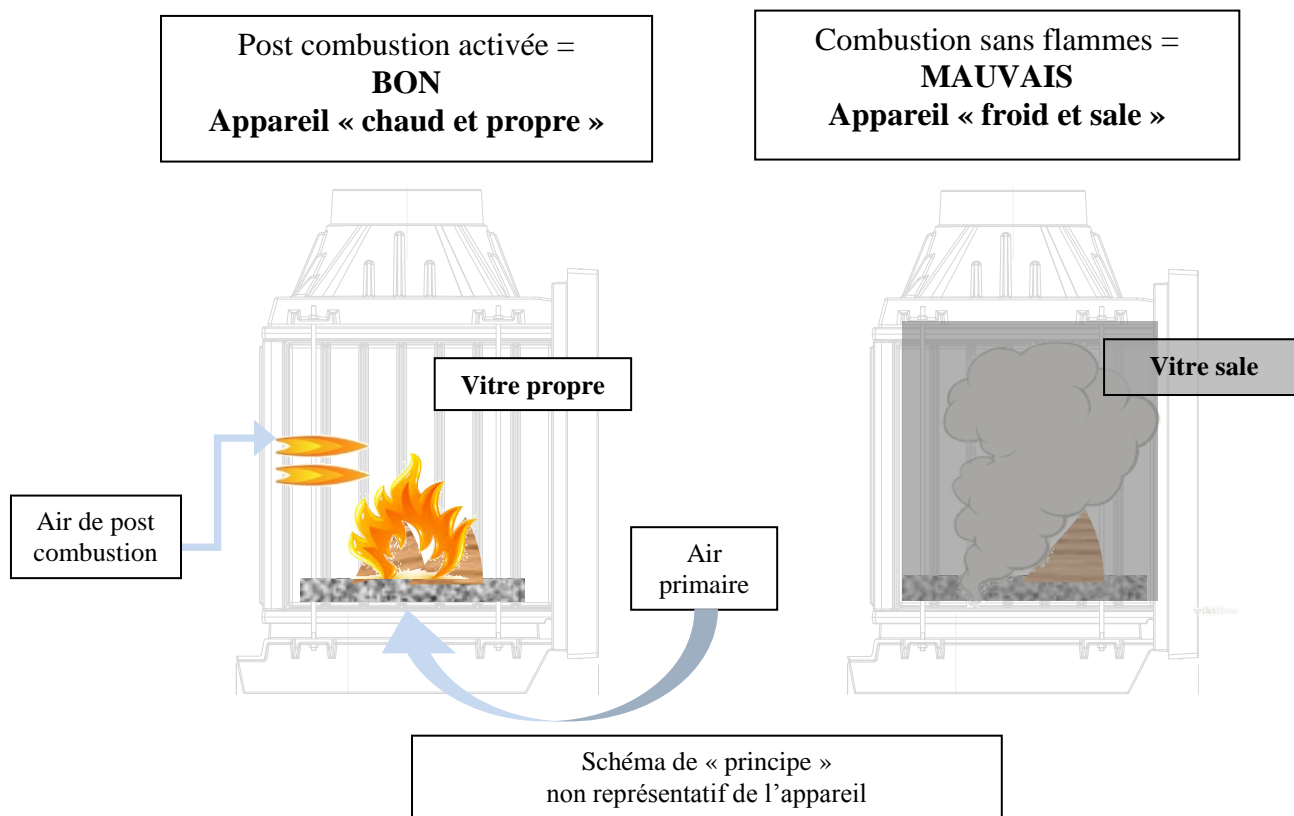 Post combustion activée =
BON
Appareil « chaud et propre »
Combustion sans flammes =
MAUVAIS
Appareil « froid et sale »
Vitre propre
Vitre sale
Air de post
combustion
Air
primaire
wikiHow
Schéma de « principe »
non représentatif de l’appareil